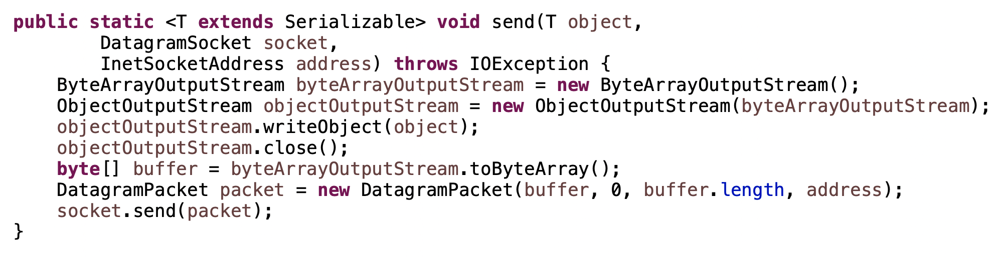 public static <T extends Serializable> void send(T object,
        DatagramSocket socket,
        InetSocketAddress address) throws IOException {
    ByteArrayOutputStream byteArrayOutputStream = new ByteArrayOutputStream();
    ObjectOutputStream objectOutputStream = new ObjectOutputStream(byteArrayOutputStream);
    objectOutputStream.writeObject(object);
    objectOutputStream.close();
    byte[] buffer = byteArrayOutputStream.toByteArray();
    DatagramPacket packet = new DatagramPacket(buffer, 0, buffer.length, address);
    socket.send(packet);
}